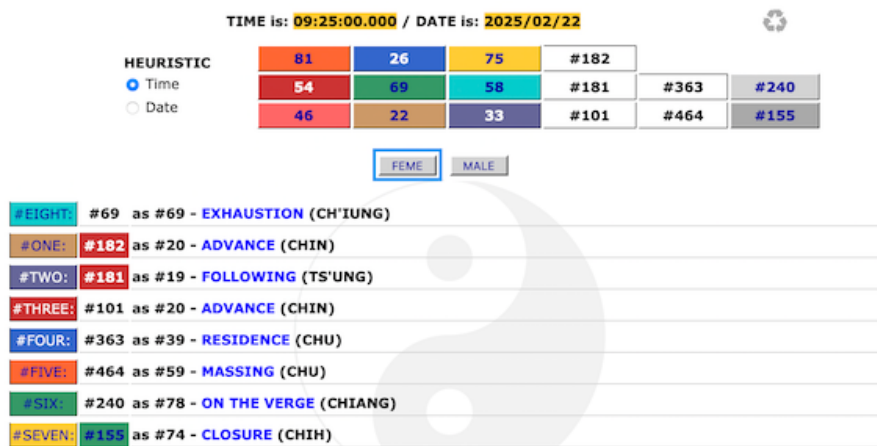 TIME is: 09:25:00.000 / DATE is: 2025/02/22
HEURISTIC
Time
Date
81 26 75 #182
54 69 58 #181 #363 #240
46 22 33 #101 #464 #155
FEME MALE
#EIGHT: #69 as #69 - EXHAUSTION (CH'IUNG)
#ONE: #182 as #20 - ADVANCE (CHIN)
#TWO: #181 as #19 - FOLLOWING (TS'UNG)
#THREE: #101 as #20 - ADVANCE (CHIN)
#FOUR: #363 as #39 - RESIDENCE (CHU)
#FIVE: #464 as #59 - MASSING (CHU)
#SIX: #240 as #78 - ON THE VERGE (CHIANG)
#SEVEN: #155 as #74 - CLOSURE (CHIH)